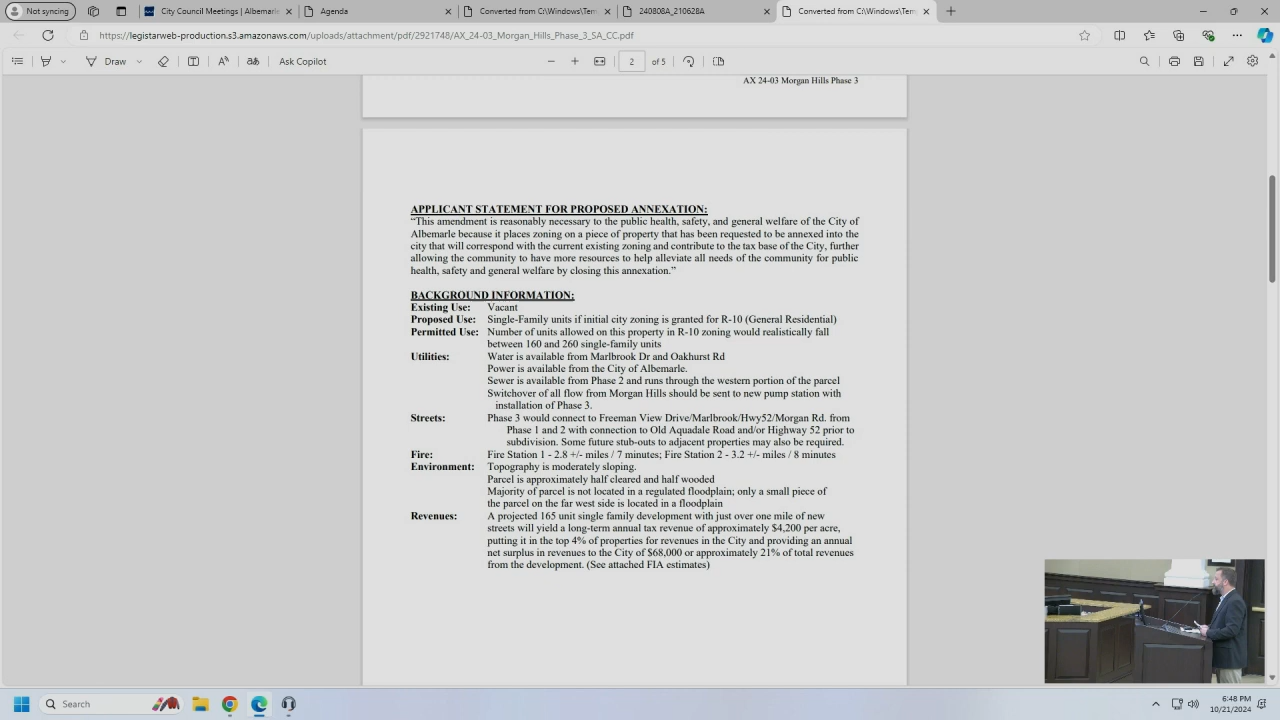 Not syncing
City Council Meetings | Albemarle
Agenda
Converted from C:\Windows\Temp
240808A_210628A
Converted from C:\Windows\Temp
https://legistarweb-production.s3.amazonaws.com/uploads/attachment/pdf/2921748/AX_24-03_Morgan_Hills_Phase_3_SA_CC.pdf
Draw
Ask Copilot
2 of 5
AX 24-03 Morgan Hills Phase 3
APPLICANT STATEMENT FOR PROPOSED ANNEXATION:
“This amendment is reasonably necessary to the public health, safety, and general welfare of the City of
Albemarle because it places zoning on a piece of property that has been requested to be annexed into the
city that will correspond with the current existing zoning and contribute to the tax base of the City, further
allowing the community to have more resources to help alleviate all needs of the community for public
health, safety and general welfare by closing this annexation.”
BACKGROUND INFORMATION:
Existing Use: Vacant
Proposed Use: Single-Family units if initial city zoning is granted for R-10 (General Residential)
Permitted Use: Number of units allowed on this property in R-10 zoning would realistically fall
between 160 and 260 single-family units
Utilities: Water is available from Marlbrook Dr and Oakhurst Rd
Power is available from the City of Albemarle.
Sewer is available from Phase 2 and runs through the western portion of the parcel
Switchover of all flow from Morgan Hills should be sent to new pump station with
installation of Phase 3.
Streets: Phase 3 would connect to Freeman View Drive/Marlbrook/Hwy52/Morgan Rd. from
Phase 1 and 2 with connection to Old Aquadale Road and/or Highway 52 prior to
subdivision. Some future stub-outs to adjacent properties may also be required.
Fire: Fire Station 1 - 2.8 +/- miles / 7 minutes; Fire Station 2 - 3.2 +/- miles / 8 minutes
Environment: Topography is moderately sloping.
Parcel is approximately half cleared and half wooded
Majority of parcel is not located in a regulated floodplain; only a small piece of
the parcel on the far west side is located in a floodplain
Revenues: A projected 165 unit single family development with just over one mile of new
streets will yield a long-term annual tax revenue of approximately $4,200 per acre,
putting it in the top 4% of properties for revenues in the City and providing an annual
net surplus in revenues to the City of $68,000 or approximately 21% of total revenues
from the development. (See attached FIA estimates)
Search
6:48 PM
10/21/2024